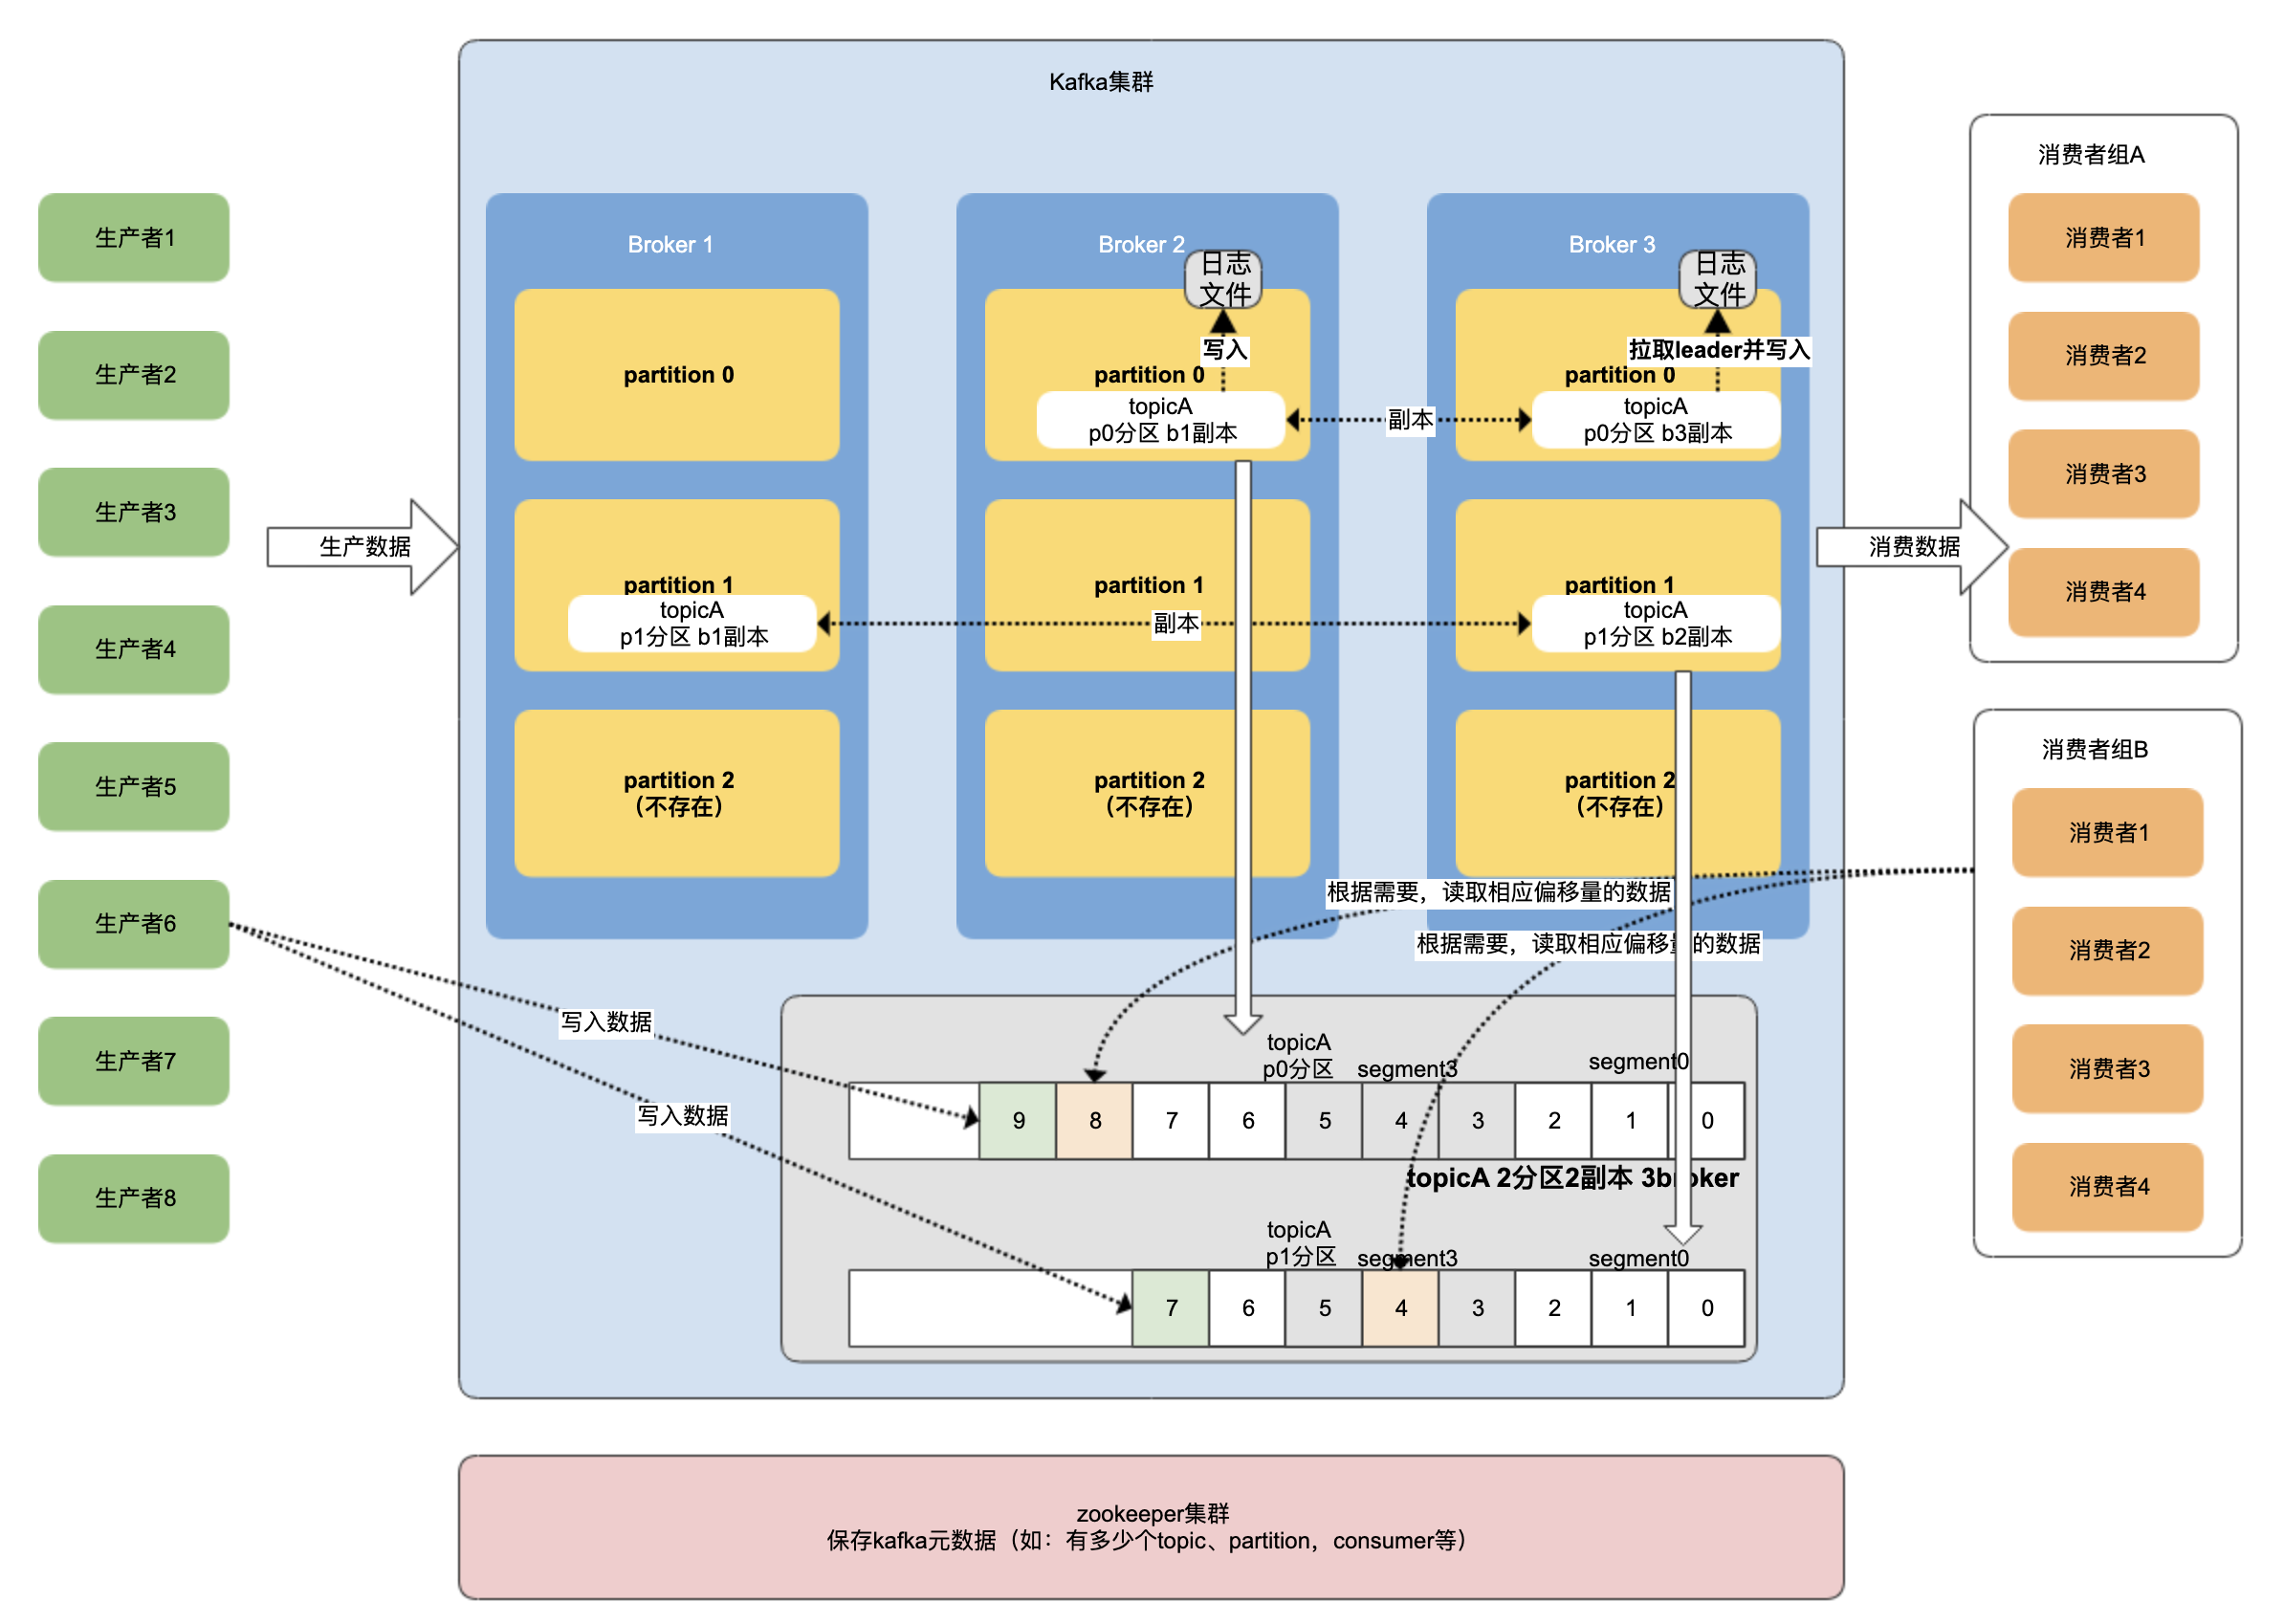 Kafka集群
生产者1
生产者2
生产者3
生产者4
生产者5
生产者6
生产者7
生产者8
生产数据
Broker 1
partition 0
partition 1
topicA
p1分区 b1副本
partition 2
（不存在）
Broker 2
日志
文件
写入
partition 0
topicA
p0分区 b1副本
partition 1
partition 2
（不存在）
副本
副本
Broker 3
日志
文件
拉取leader并写入
partition 0
topicA
p0分区 b3副本
partition 1
topicA
p1分区 b2副本
partition 2
（不存在）
消费数据
消费者组A
消费者1
消费者2
消费者3
消费者4
消费者组B
消费者1
消费者2
消费者3
消费者4
根据需要，读取相应偏移量的数据
根据需要，读取相应偏移量的数据
写入数据
写入数据
topicA
p0分区
segment3
segment0
9 8 7 6 5 4 3 2 1 0
topicA 2分区2副本 3broker
topicA
p1分区
segment3
segment0
7 6 5 4 3 2 1 0
zookeeper集群
保存kafka元数据（如：有多少个topic、partition，consumer等）